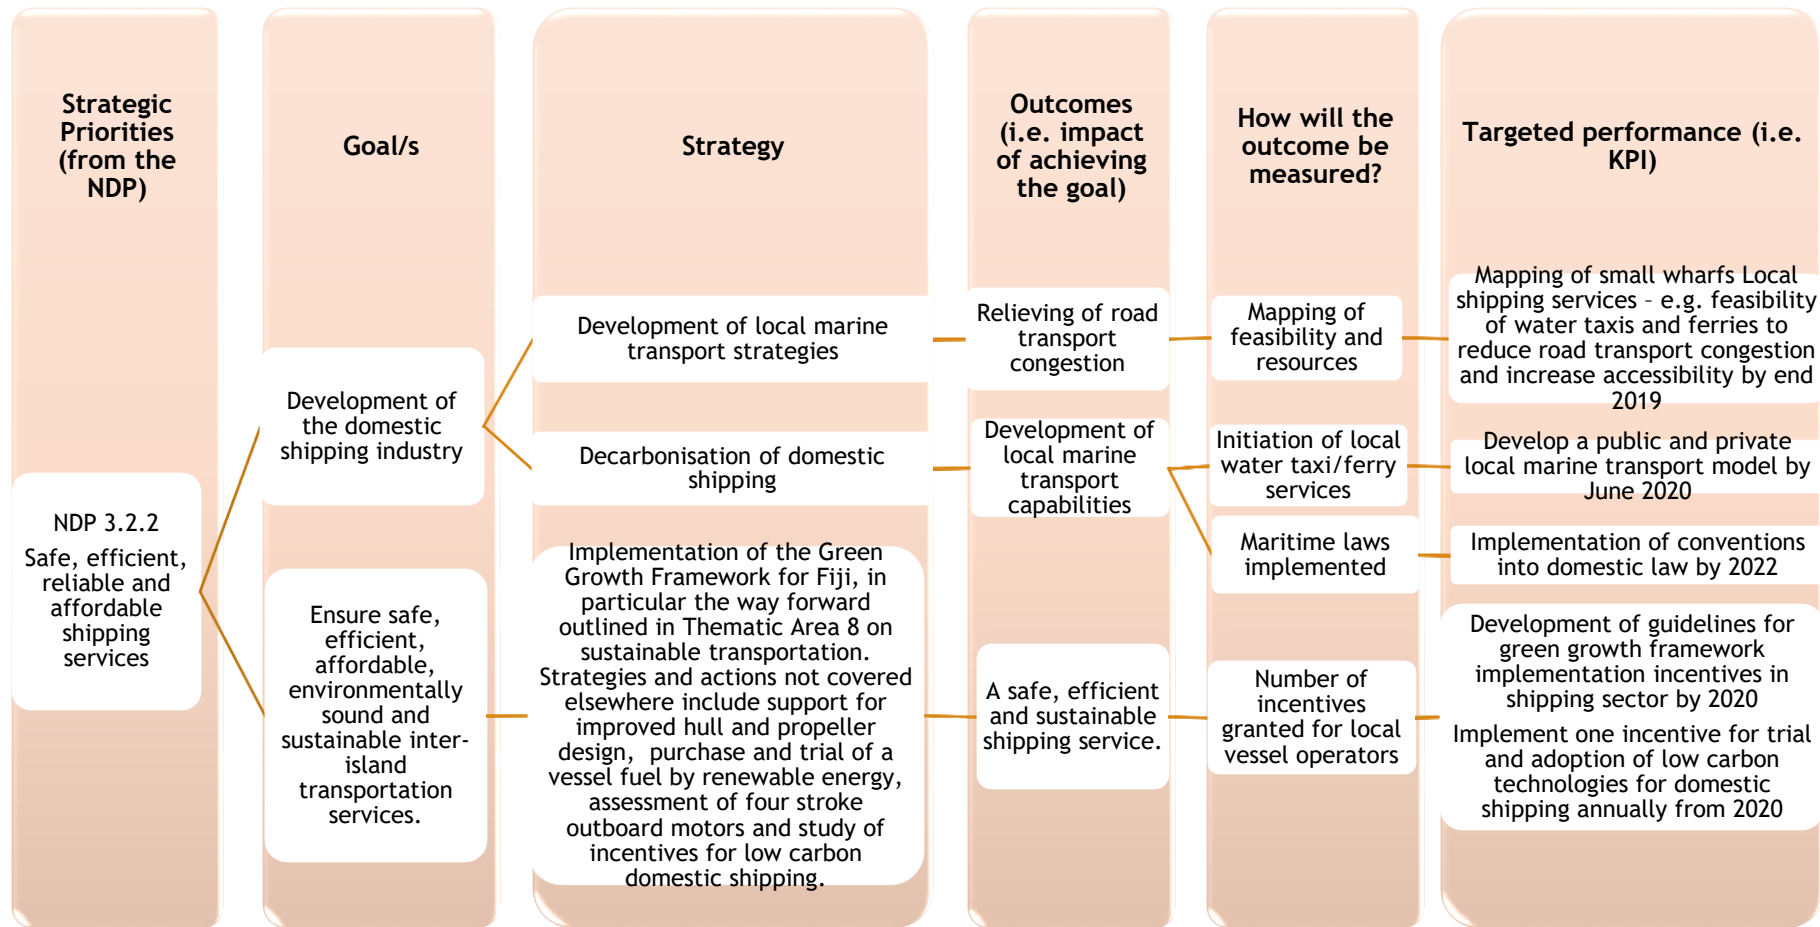 Strategic
Priorities
(from the
NDP)
Goal/s
Strategy
Outcomes
(i.e. impact
of achieving
the goal)
How will the
outcome be
measured?
Targeted performance (i.e.
KPI)
NDP 3.2.2
Safe, efficient,
reliable and
affordable
shipping
services
Development of
the domestic
shipping industry
Ensure safe,
efficient,
affordable,
environmentally
sound and
sustainable inter-
island
transportation
services.
Development of local marine
transport strategies
Decarbonisation of domestic
shipping
Implementation of the Green
Growth Framework for Fiji, in
particular the way forward
outlined in Thematic Area 8 on
sustainable transportation.
Strategies and actions not covered
elsewhere include support for
improved hull and propeller
design, purchase and trial of a
vessel fuel by renewable energy,
assessment of four stroke
outboard motors and study of
incentives for low carbon
domestic shipping.
Relieving of road
transport
congestion
Development of
local marine
transport
capabilities
A safe, efficient
and sustainable
shipping service.
Mapping of
feasibility and
resources
Initiation of local
water taxi/ferry
services
Maritime laws
implemented
Number of
incentives
granted for local
vessel operators
Mapping of small wharfs Local
shipping services – e.g. feasibility
of water taxis and ferries to
reduce road transport congestion
and increase accessibility by end
2019
Develop a public and private
local marine transport model by
June 2020
Implementation of conventions
into domestic law by 2022
Development of guidelines for
green growth framework
implementation incentives in
shipping sector by 2020
Implement one incentive for trial
and adoption of low carbon
technologies for domestic
shipping annually from 2020